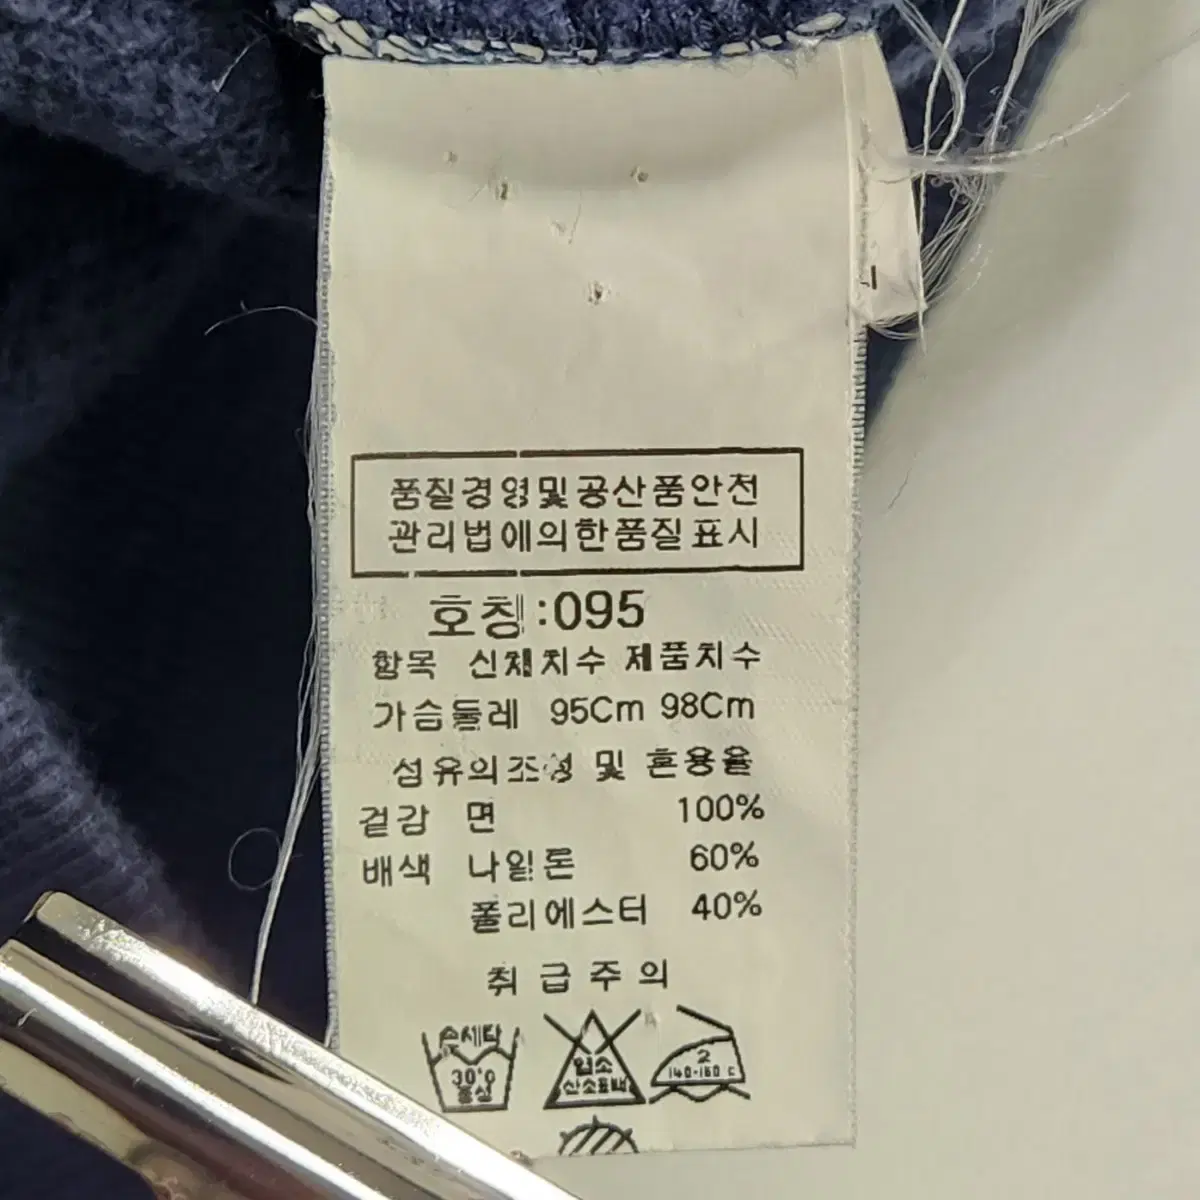 품질경영및공산품안전
관리법에의한품질표시
호칭:095
항목 신체치수 제품치수
가슴둘레 95Cm 98Cm
섬유의조성 및 혼용율
겉감 면 100%
배색 나일론 60%
폴리에스터 40%
취급주의
손세탁
30°C
중성
염소
산소표백
2
140-160 C